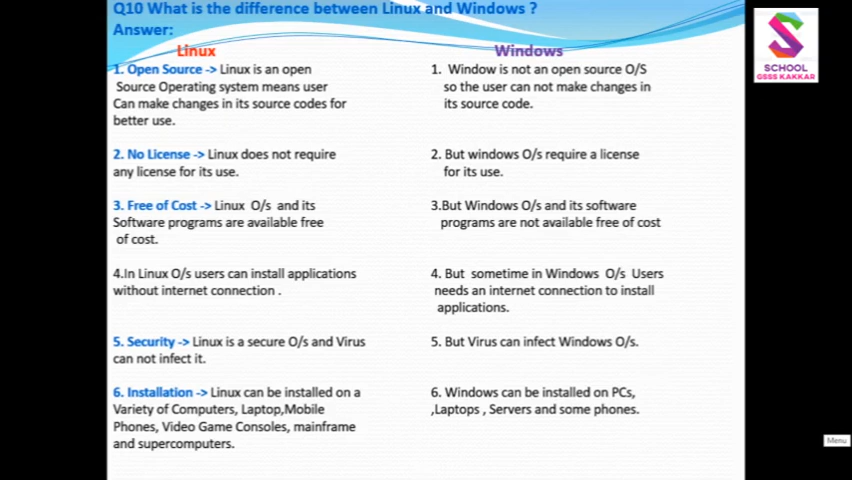 Q10 What is the difference between Linux and Windows ?
Answer:
Linux
1. Open Source -> Linux is an open
Source Operating system means user
Can make changes in its source codes for
better use.
2. No License -> Linux does not require
any license for its use.
3. Free of Cost -> Linux O/s and its
Software programs are available free
of cost.
4.In Linux O/s users can install applications
without internet connection .
5. Security -> Linux is a secure O/s and Virus
can not infect it.
6. Installation -> Linux can be installed on a
Variety of Computers, Laptop,Mobile
Phones, Video Game Consoles, mainframe
and supercomputers.
Windows
1. Window is not an open source O/S
so the user can not make changes in
its source code.
2. But windows O/s require a license
for its use.
3.But Windows O/s and its software
programs are not available free of cost
4. But sometime in Windows O/s Users
needs an internet connection to install
applications.
5. But Virus can infect Windows O/s.
6. Windows can be installed on PCs,
,Laptops , Servers and some phones.
SCHOOL
GSSS KAKKAR
Menu